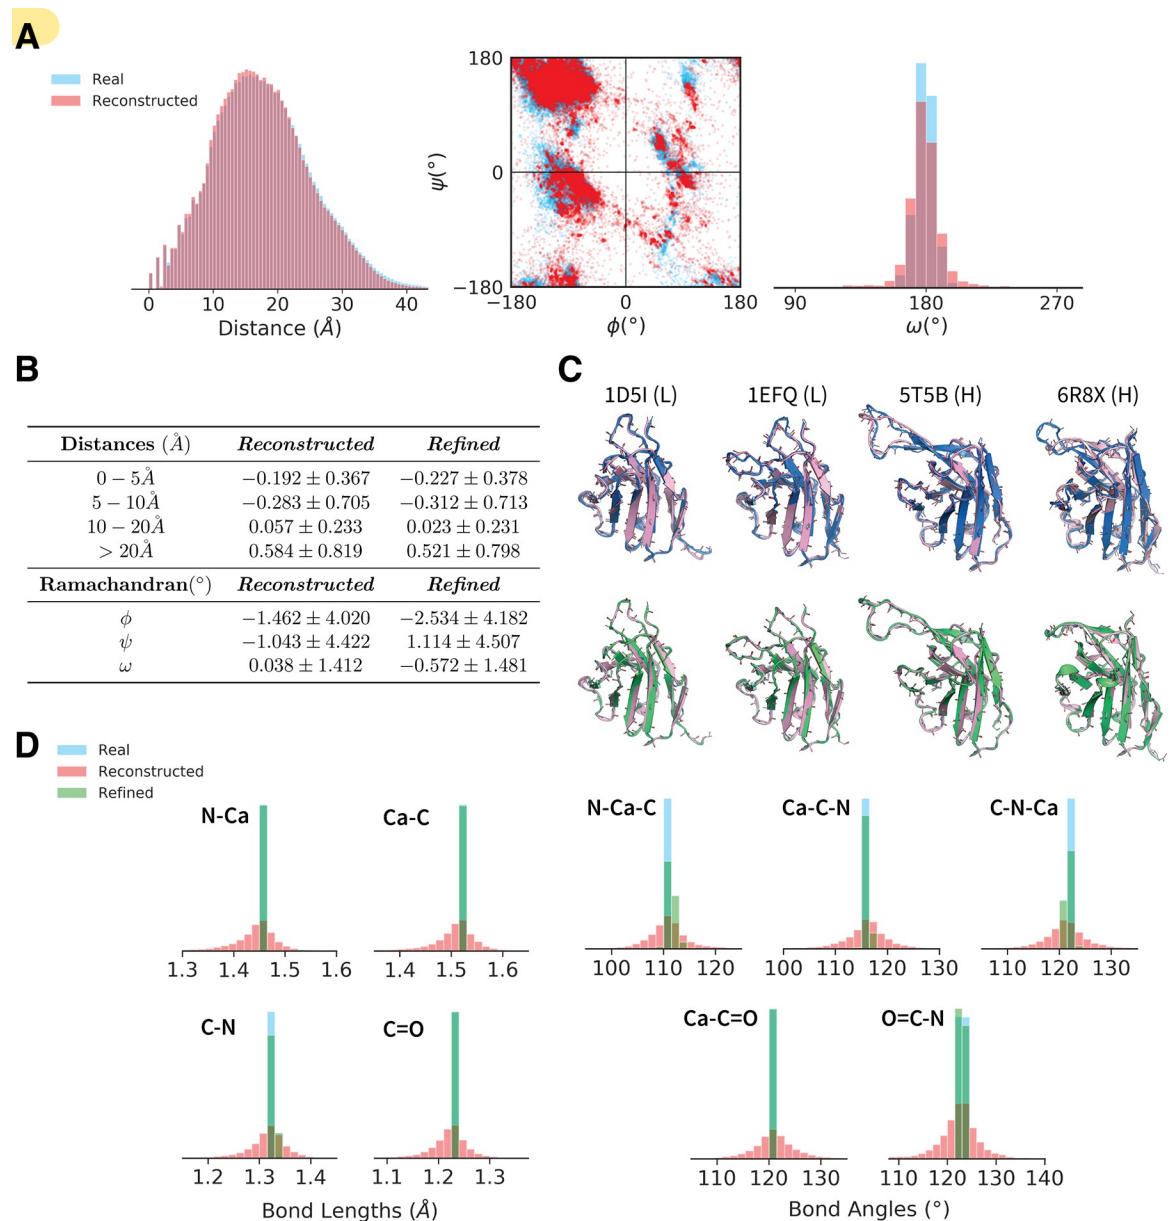 A
Real
Reconstructed
180
0
−180
ψ(°)
−180 0 180
ϕ(°)
0 10 20 30 40
Distance (Å)
90 180 270
ω(°)
B
Distances (Å) Reconstructed Refined
0 − 5Å −0.192 ± 0.367 −0.227 ± 0.378
5 − 10Å −0.283 ± 0.705 −0.312 ± 0.713
10 − 20Å 0.057 ± 0.233 0.023 ± 0.231
> 20Å 0.584 ± 0.819 0.521 ± 0.798
Ramachandran(°) Reconstructed Refined
ϕ −1.462 ± 4.020 −2.534 ± 4.182
ψ −1.043 ± 4.422 1.114 ± 4.507
ω 0.038 ± 1.412 −0.572 ± 1.481
C
1D5I (L) 1EFQ (L) 5T5B (H) 6R8X (H)
D
Real
Reconstructed
Refined
N-Ca
1.3 1.4 1.5 1.6
Ca-C
1.4 1.5 1.6
C-N
1.2 1.3 1.4
C=O
1.1 1.2 1.3
Bond Lengths (Å)
N-Ca-C
100 110 120
Ca-C-N
100 110 120 130
C-N-Ca
110 120 130
Ca-C=O
110 120 130
O=C-N
110 120 130 140
Bond Angles (°)